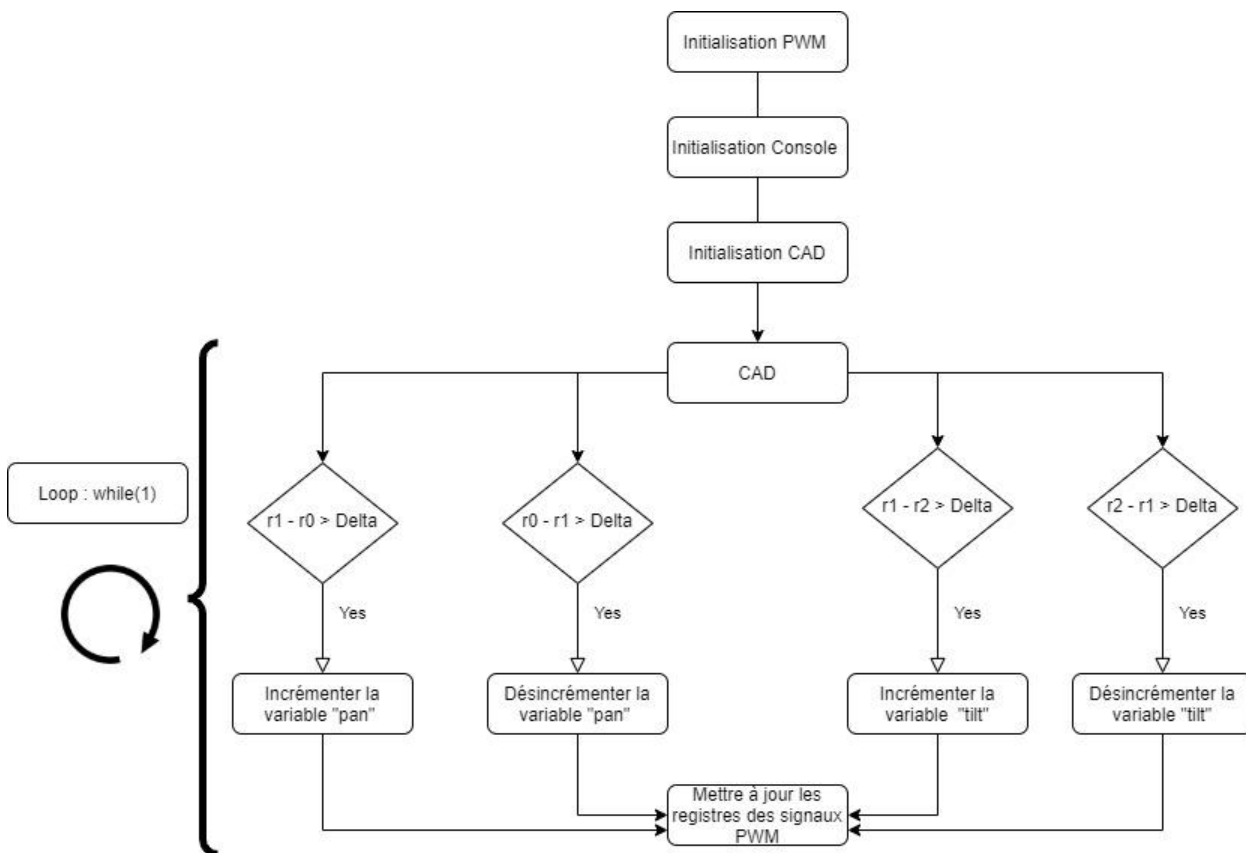 Initialisation PWM
Initialisation Console
Initialisation CAD
CAD
Loop : while(1)
r1 - r0 > Delta
r0 - r1 > Delta
r1 - r2 > Delta
r2 - r1 > Delta
Yes
Yes
Yes
Yes
Incrémenter la
variable "pan"
Désincrémenter la
variable "pan"
Incrémenter la
variable "tilt"
Désincrémenter la
variable "tilt"
Mettre à jour les
registres des signaux
PWM